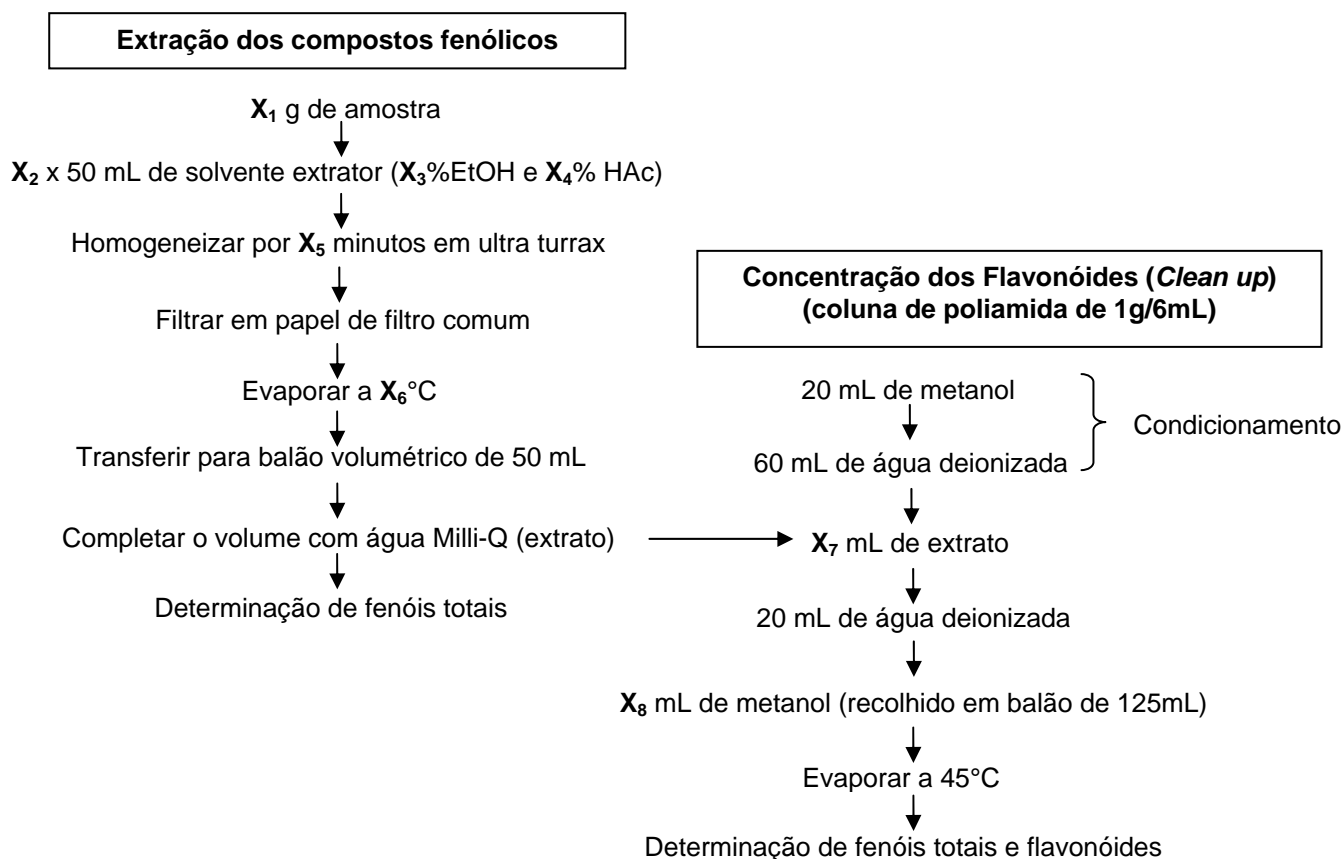 Extração dos compostos fenólicos
X₁ g de amostra
X₂ x 50 mL de solvente extrator (X₃%EtOH e X₄% HAc)
Homogeneizar por X₅ minutos em ultra turrax
Filtrar em papel de filtro comum
Evaporar a X₆°C
Transferir para balão volumétrico de 50 mL
Completar o volume com água Milli-Q (extrato)
Determinação de fenóis totais
Concentração dos Flavonóides (Clean up)
(coluna de poliamida de 1g/6mL)
20 mL de metanol
Condicionamento
60 mL de água deionizada
X₇ mL de extrato
20 mL de água deionizada
X₈ mL de metanol (recolhido em balão de 125mL)
Evaporar a 45°C
Determinação de fenóis totais e flavonóides